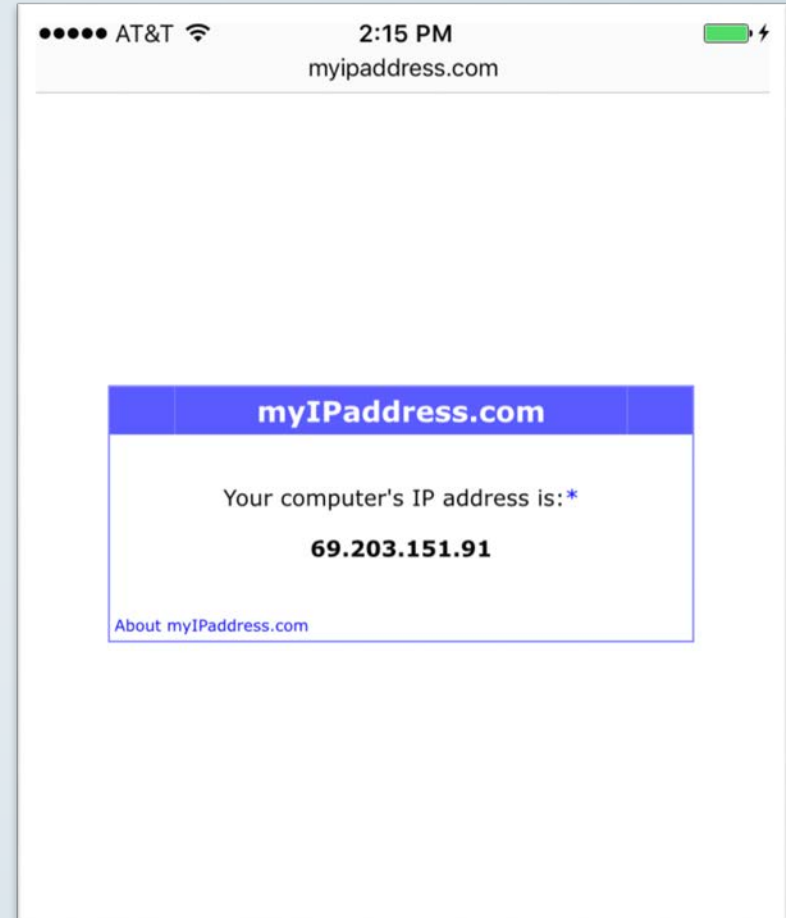 AT&T 2:15 PM
myipaddress.com
myIPaddress.com
Your computer's IP address is:*
69.203.151.91
About myIPaddress.com